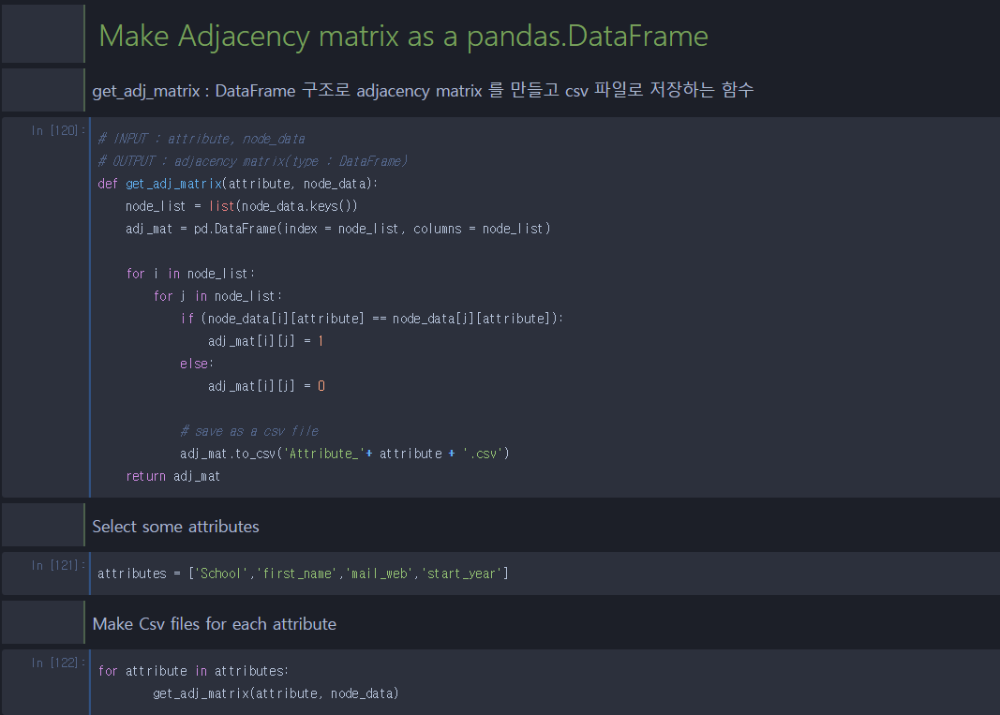 Make Adjacency matrix as a pandas.DataFrame
get_adj_matrix : DataFrame 구조로 adjacency matrix 를 만들고 csv 파일로 저장하는 함수
In [120]:
# INPUT : attribute, node_data
# OUTPUT : adjacency matrix(type : DataFrame)
def get_adj_matrix(attribute, node_data):
    node_list = list(node_data.keys())
    adj_mat = pd.DataFrame(index = node_list, columns = node_list)
    for i in node_list:
        for j in node_list:
            if (node_data[i][attribute] == node_data[j][attribute]):
                adj_mat[i][j] = 1
            else:
                adj_mat[i][j] = 0
            # save as a csv file
            adj_mat.to_csv('Attribute_'+ attribute + '.csv')
    return adj_mat
Select some attributes
In [121]:
attributes = ['School','first_name','mail_web','start_year']
Make Csv files for each attribute
In [122]:
for attribute in attributes:
        get_adj_matrix(attribute, node_data)